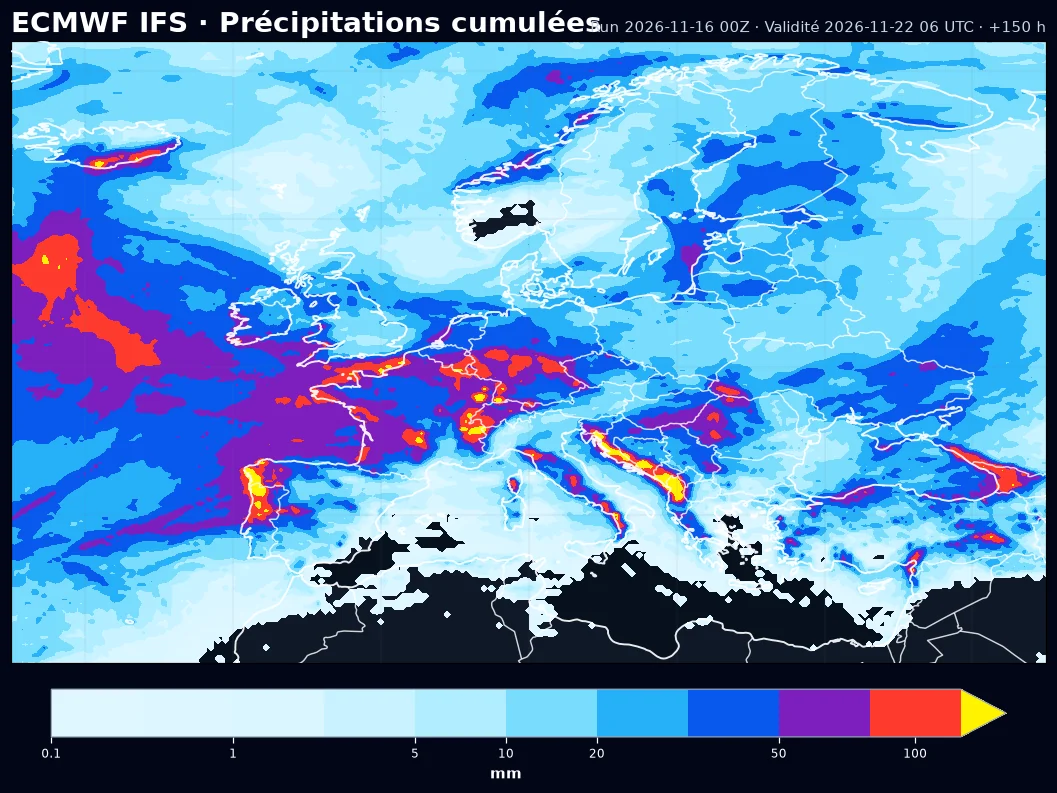 ECMWF IFS · Précipitations cumulées
Run 2026-11-16 00Z · Validité 2026-11-22 06 UTC · +150 h
0.1 1 5 10 20 50 100
mm